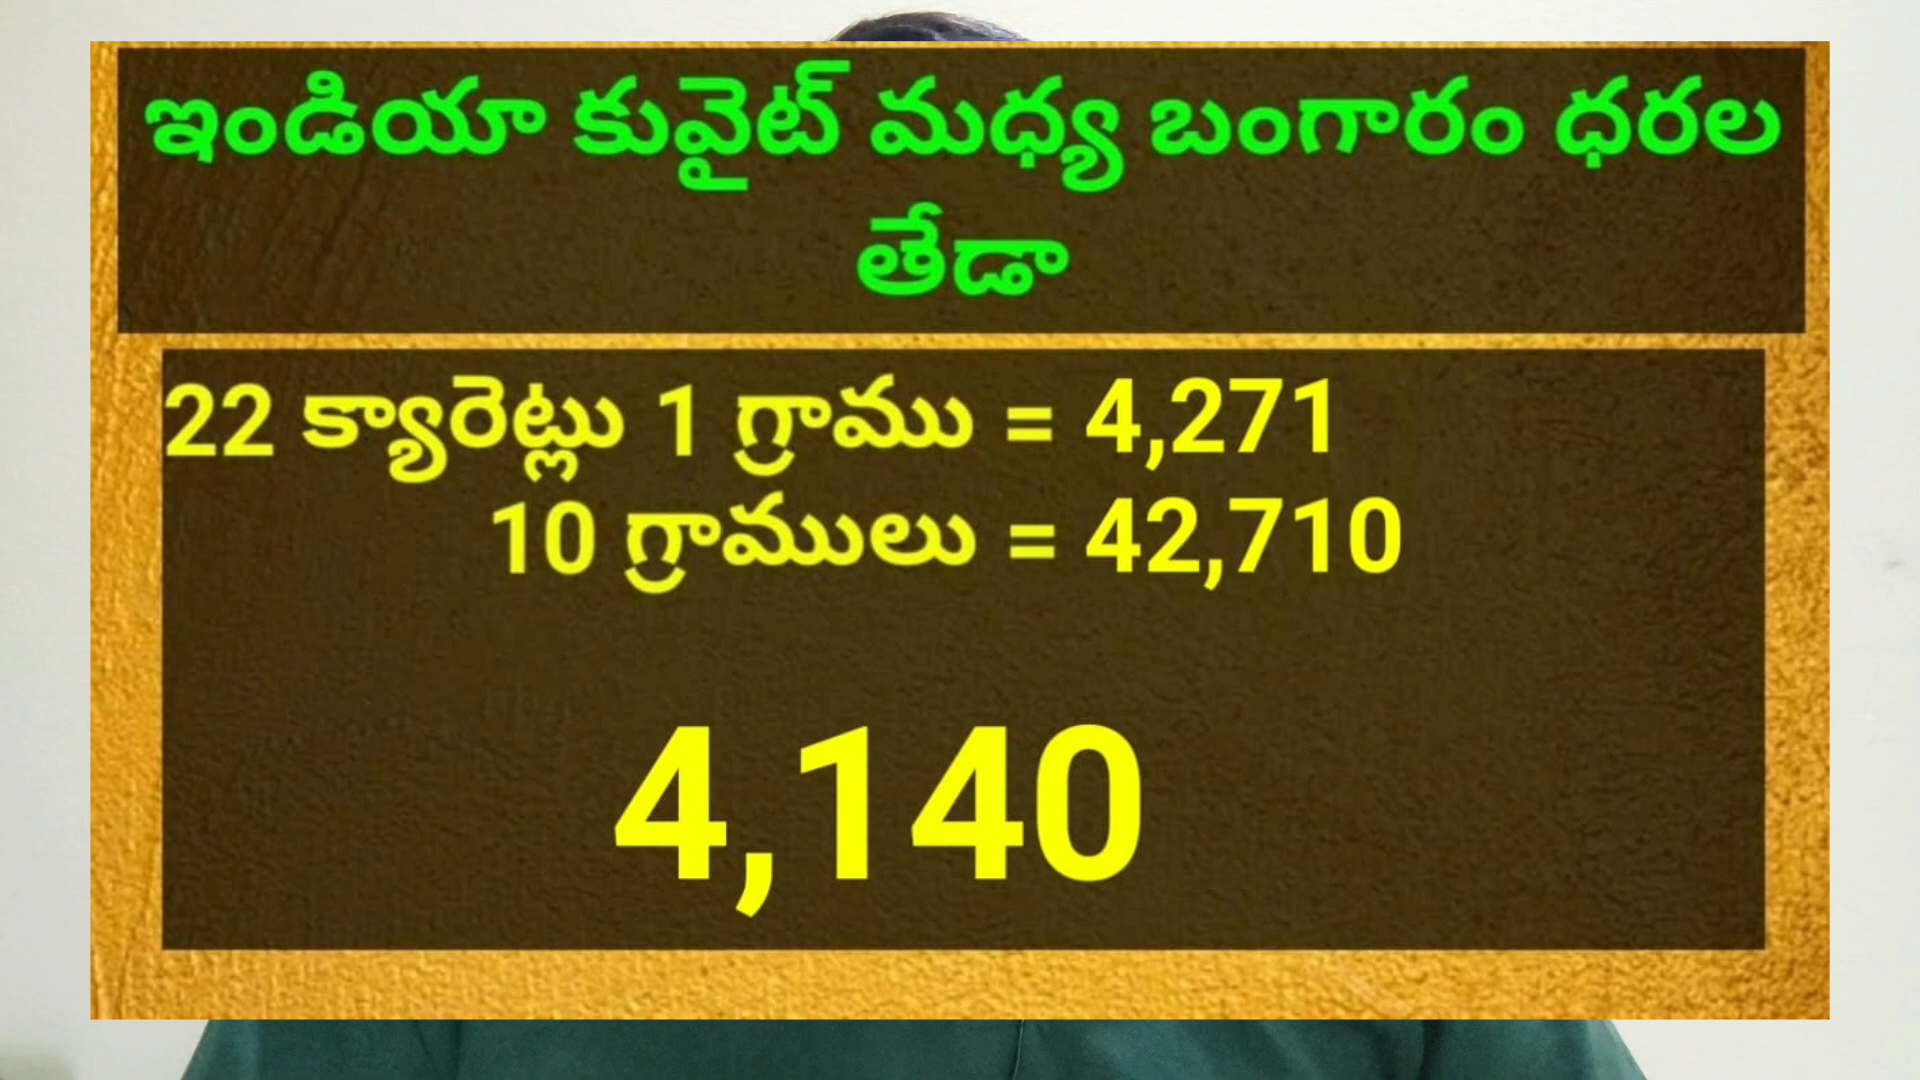 ఇండియా కువైట్ మధ్య బంగారం ధరల
తేడా
22 క్యారెట్లు 1 గ్రాము = 4,271
10 గ్రాములు = 42,710
4,140